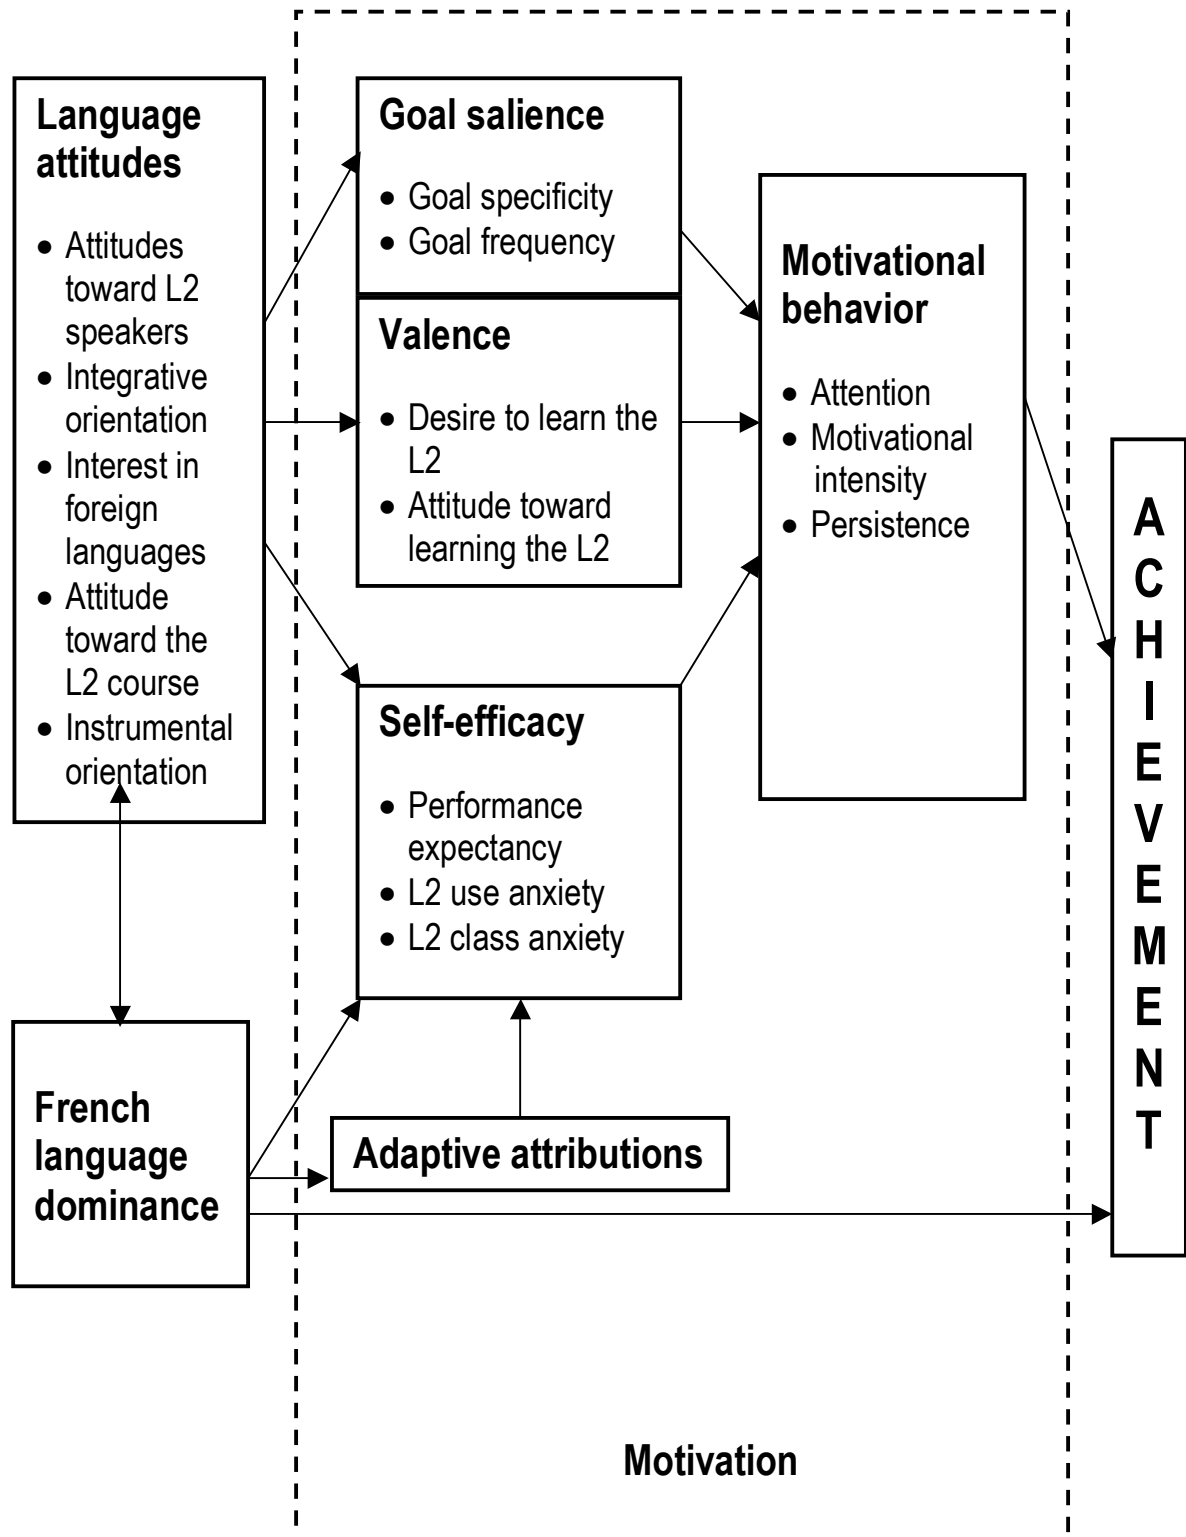 Language
attitudes
• Attitudes
toward L2
speakers
• Integrative
orientation
• Interest in
foreign
languages
• Attitude
toward the
L2 course
• Instrumental
orientation
French
language
dominance
Goal salience
• Goal specificity
• Goal frequency
Valence
• Desire to learn the
L2
• Attitude toward
learning the L2
Self-efficacy
• Performance
expectancy
• L2 use anxiety
• L2 class anxiety
Adaptive attributions
Motivational
behavior
• Attention
• Motivational
intensity
• Persistence
Motivation
A
C
H
I
E
V
E
M
E
N
T